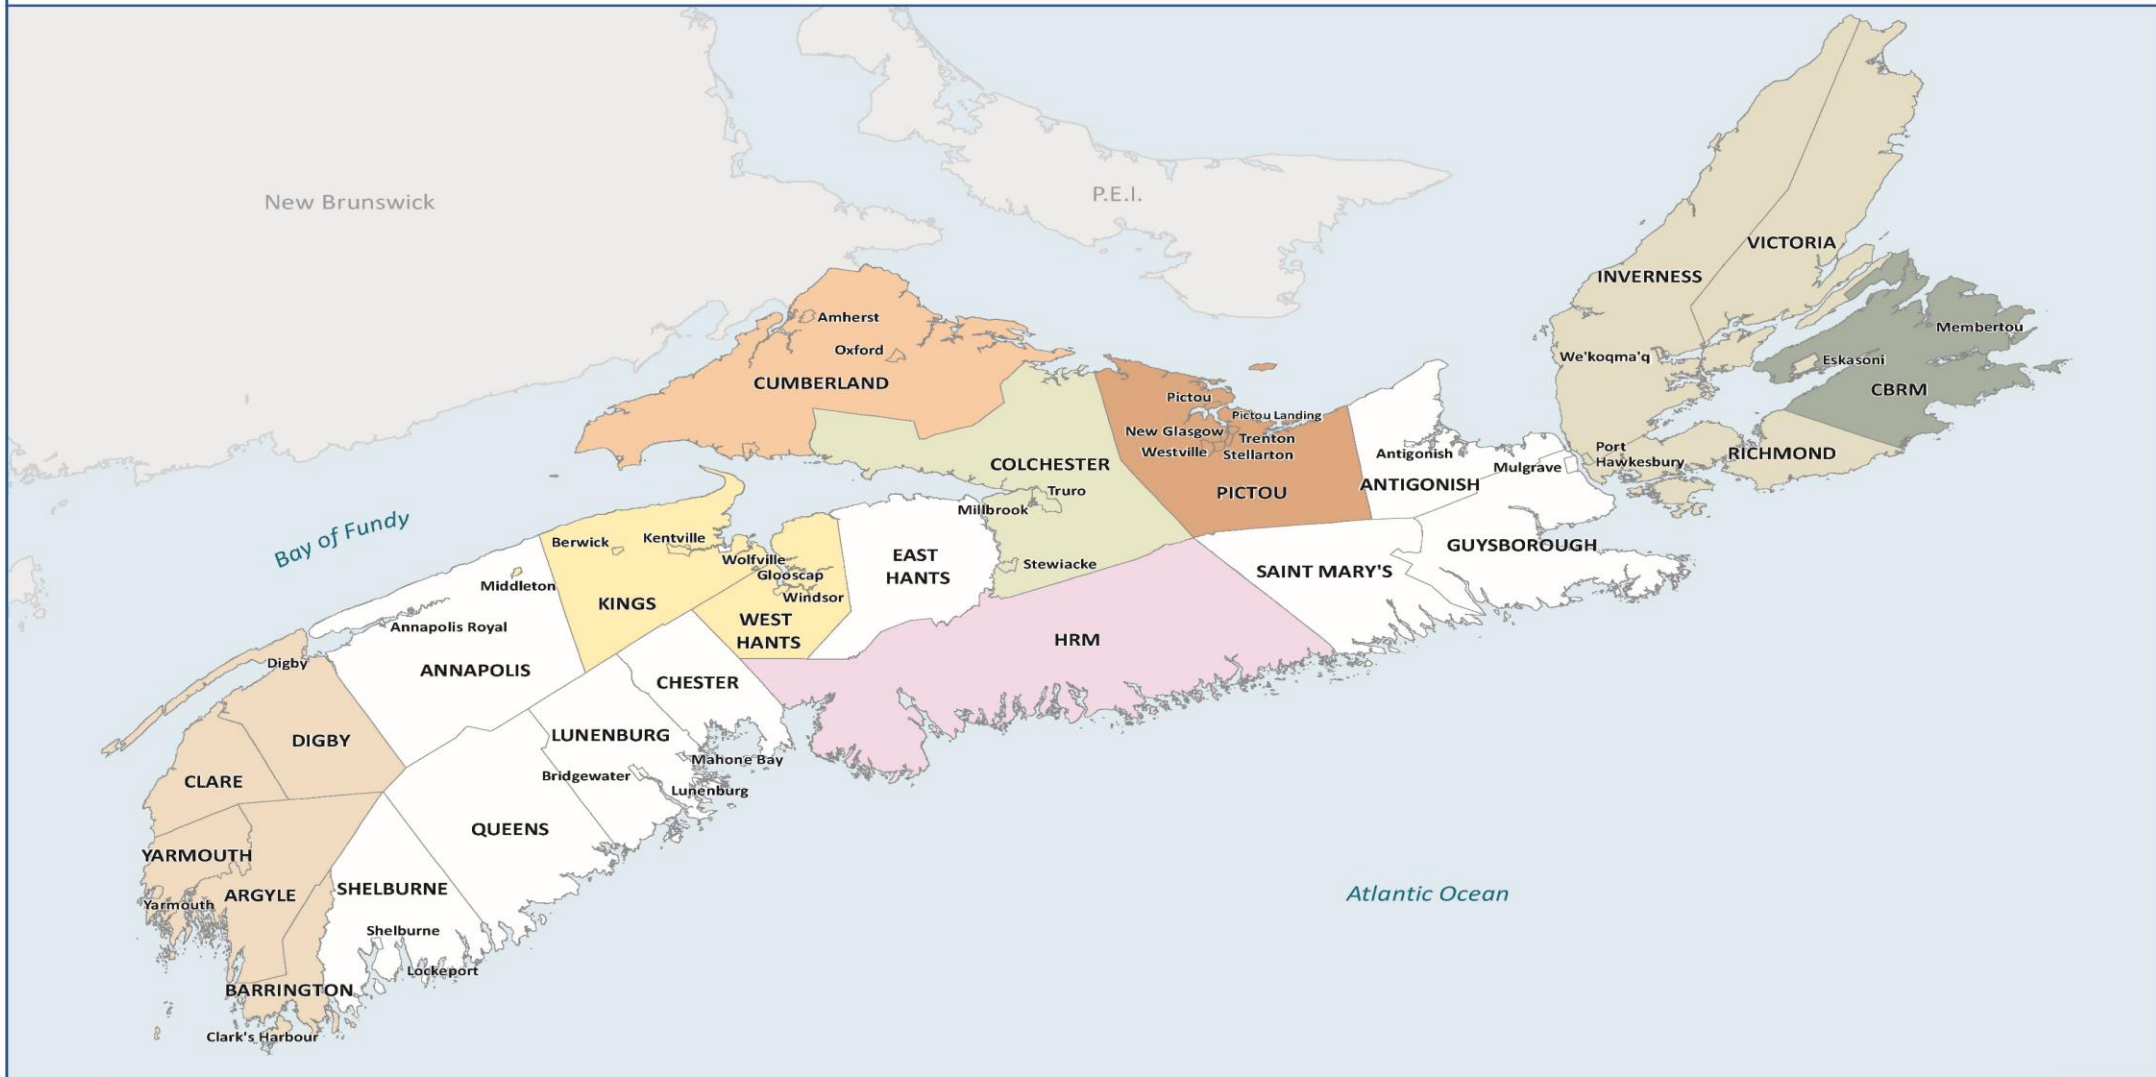 New Brunswick
P.E.I.
VICTORIA
INVERNESS
Amherst
Membertou
Oxford
We'koqma'q
Eskasoni
CUMBERLAND
CBRM
Pictou
Pictou Landing
New Glasgow
Trenton
Westville
Stellarton
Antigonish
Port
Hawkesbury
RICHMOND
COLCHESTER
Mulgrave
PICTOU
ANTIGONISH
Truro
Millbrook
Bay of Fundy
Berwick
Kentville
GUYSBOROUGH
EAST
HANTS
Wolfville
Stewiacke
SAINT MARY'S
Glooscap
Middleton
Windsor
KINGS
WEST
HANTS
Annapolis Royal
HRM
Digby
ANNAPOLIS
CHESTER
LUNENBURG
DIGBY
Mahone Bay
Bridgewater
CLARE
Lunenburg
QUEENS
YARMOUTH
SHELBURNE
ARGYLE
Atlantic Ocean
Yarmouth
Shelburne
Lockeport
BARRINGTON
Clark's Harbour